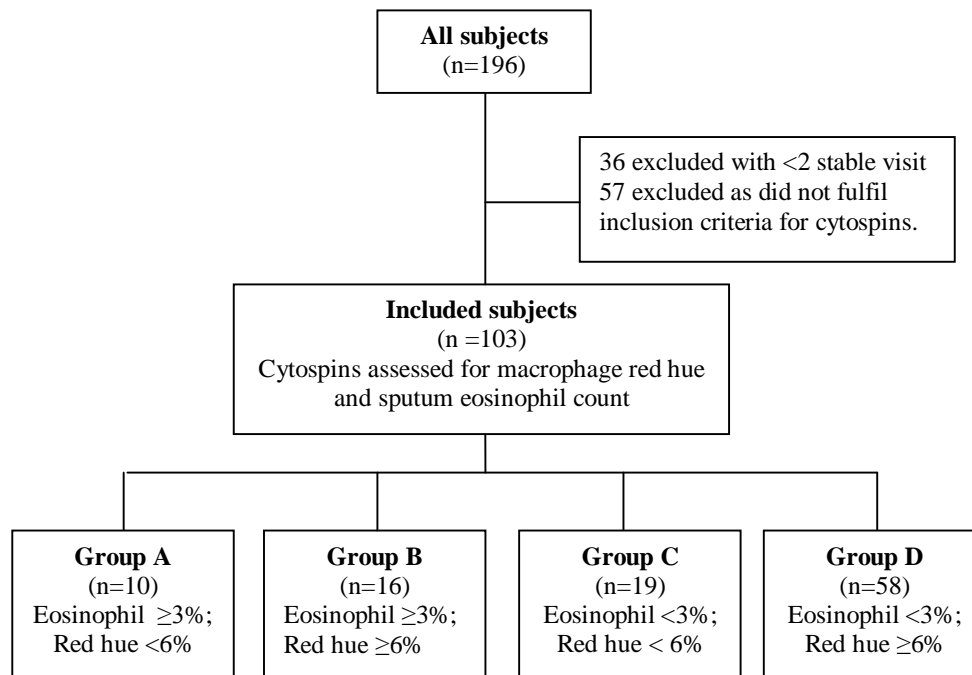 All subjects
(n=196)
36 excluded with <2 stable visit
57 excluded as did not fulfil
inclusion criteria for cytospins.
Included subjects
(n =103)
Cytospins assessed for macrophage red hue
and sputum eosinophil count
Group A
(n=10)
Eosinophil ≥3%;
Red hue <6%
Group B
(n=16)
Eosinophil ≥3%;
Red hue ≥6%
Group C
(n=19)
Eosinophil <3%;
Red hue < 6%
Group D
(n=58)
Eosinophil <3%;
Red hue ≥6%